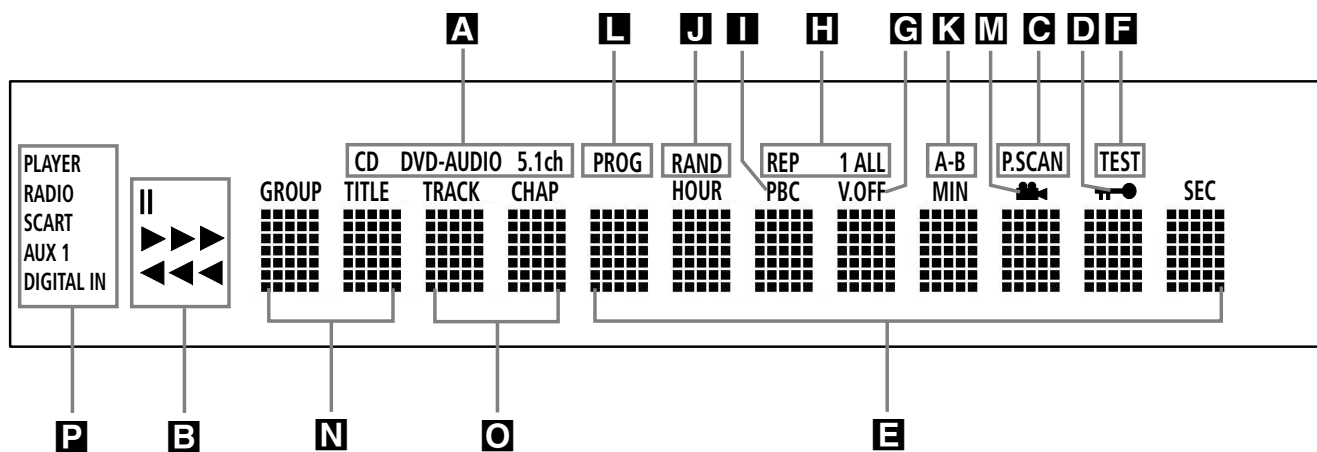 A L J I H G K M C D F
PLAYER CD DVD-AUDIO 5.1ch PROG RAND REP 1 ALL A-B P.SCAN TEST
RADIO GROUP TITLE TRACK CHAP HOUR PBC V.OFF MIN SEC
SCART
AUX 1
DIGITAL IN
P B N O E